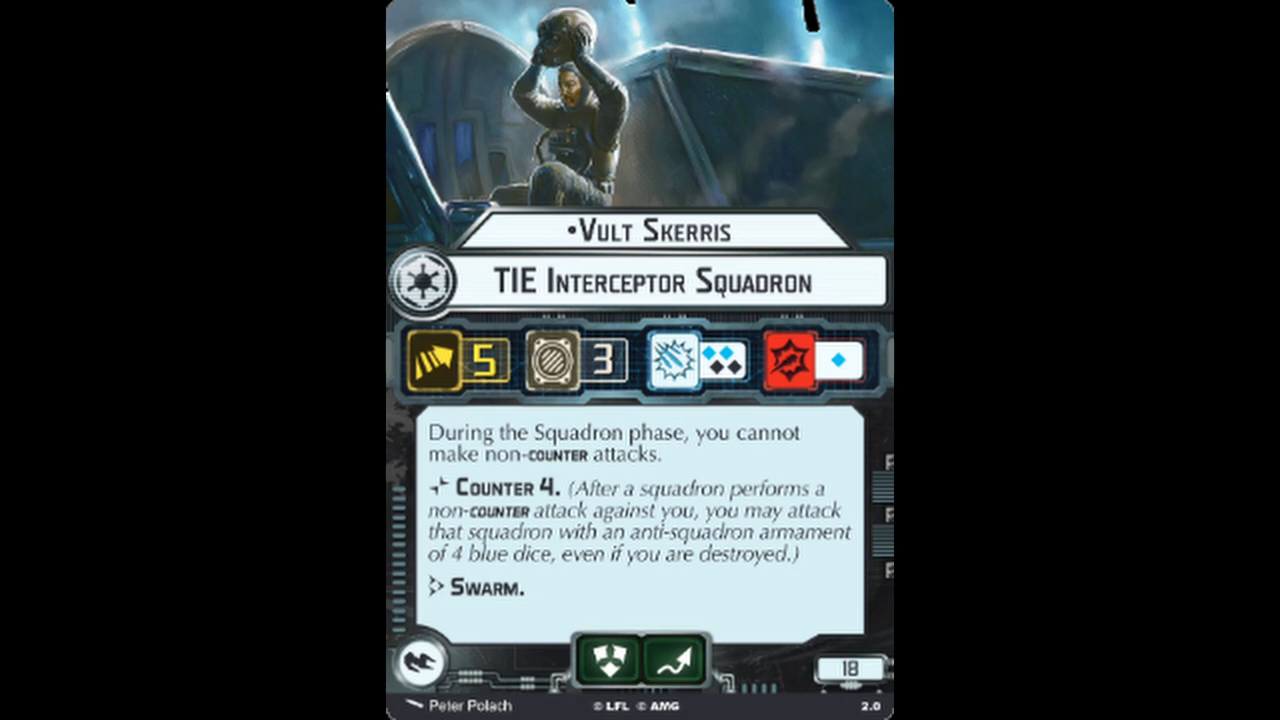 •Vult Skerris
TIE Interceptor Squadron
5 3
During the Squadron phase, you cannot
make non-counter attacks.
Counter 4. (After a squadron performs a
non-counter attack against you, you may attack
that squadron with an anti-squadron armament
of 4 blue dice, even if you are destroyed.)
Swarm.
18
Peter Polach © LFL © AMG 2.0